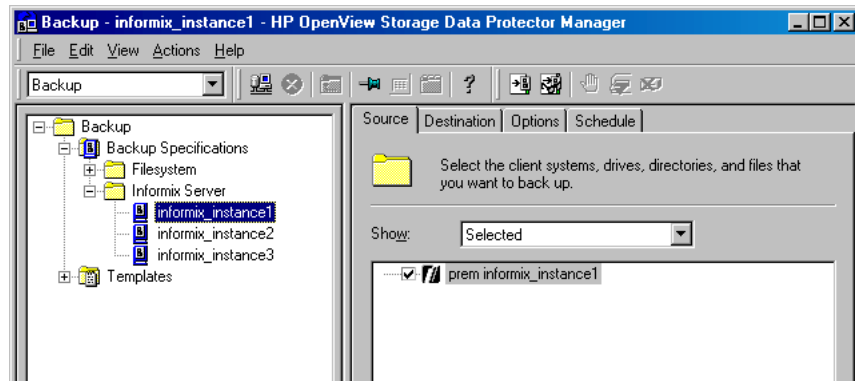 Backup - informix_instance1 - HP OpenView Storage Data Protector Manager
File Edit View Actions Help
Backup
Backup
Backup Specifications
Filesystem
Informix Server
informix_instance1
informix_instance2
informix_instance3
Templates
Source Destination Options Schedule
Select the client systems, drives, directories, and files that
you want to back up.
Show: Selected
prem informix_instance1